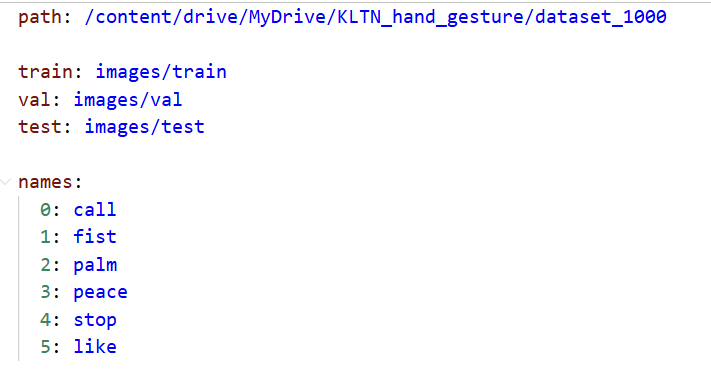 path: /content/drive/MyDrive/KLTN_hand_gesture/dataset_1000
train: images/train
val: images/val
test: images/test
names:
0: call
1: fist
2: palm
3: peace
4: stop
5: like